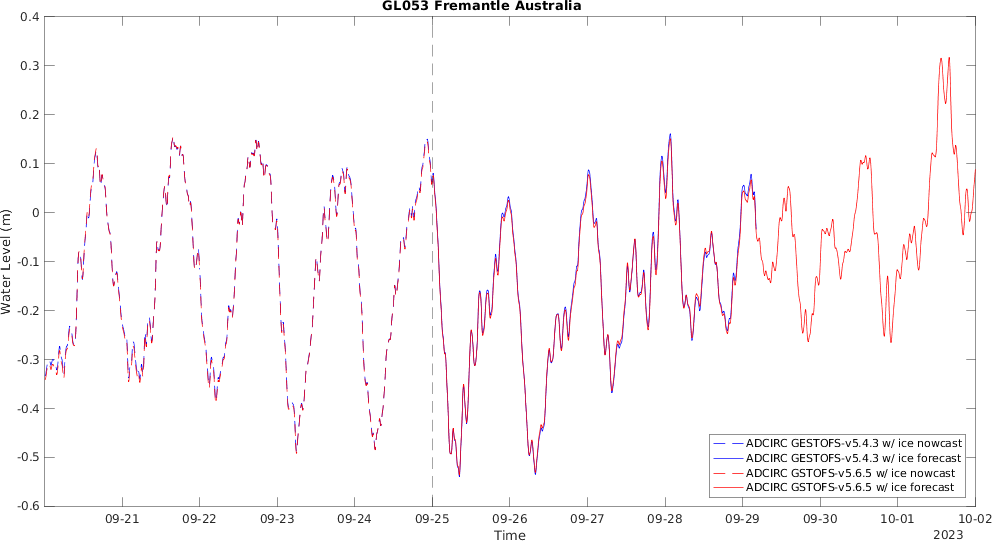 GL053 Fremantle Australia
Water Level (m)
0.4
0.3
0.2
0.1
0
-0.1
-0.2
-0.3
-0.4
-0.5
-0.6
ADCIRC GESTOFS-v5.4.3 w/ ice nowcast
ADCIRC GESTOFS-v5.4.3 w/ ice forecast
ADCIRC GSTOFS-v5.6.5 w/ ice nowcast
ADCIRC GSTOFS-v5.6.5 w/ ice forecast
09-21 09-22 09-23 09-24 09-25 09-26 09-27 09-28 09-29 09-30 10-01 10-02
Time 2023